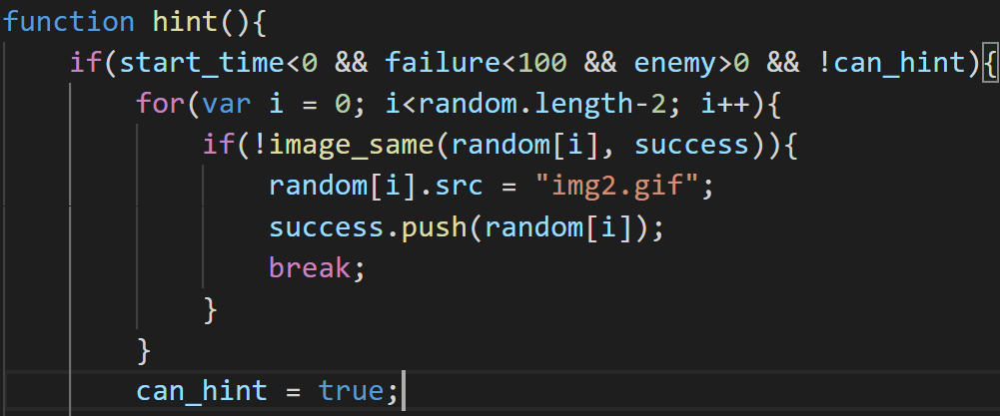 function hint(){
    if(start_time<0 && failure<100 && enemy>0 && !can_hint){
        for(var i = 0; i<random.length-2; i++){
            if(!image_same(random[i], success)){
                random[i].src = "img2.gif";
                success.push(random[i]);
                break;
            }
        }
        can_hint = true;